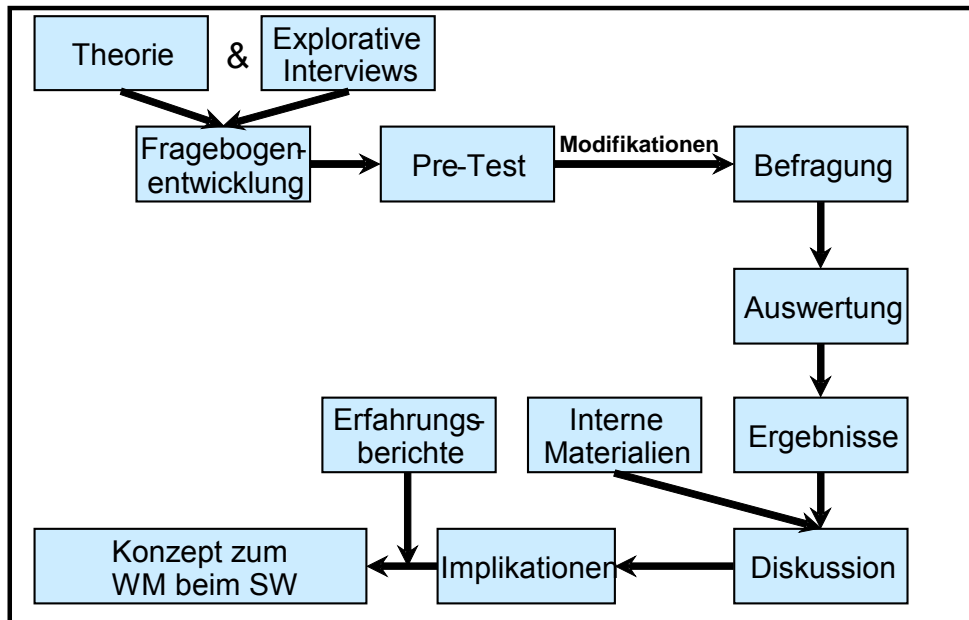 Theorie
&
Explorative
Interviews
Fragebogen-
entwicklung
Pre-Test
Modifikationen
Befragung
Auswertung
Erfahrungs-
berichte
Interne
Materialien
Ergebnisse
Konzept zum
WM beim SW
Implikationen
Diskussion